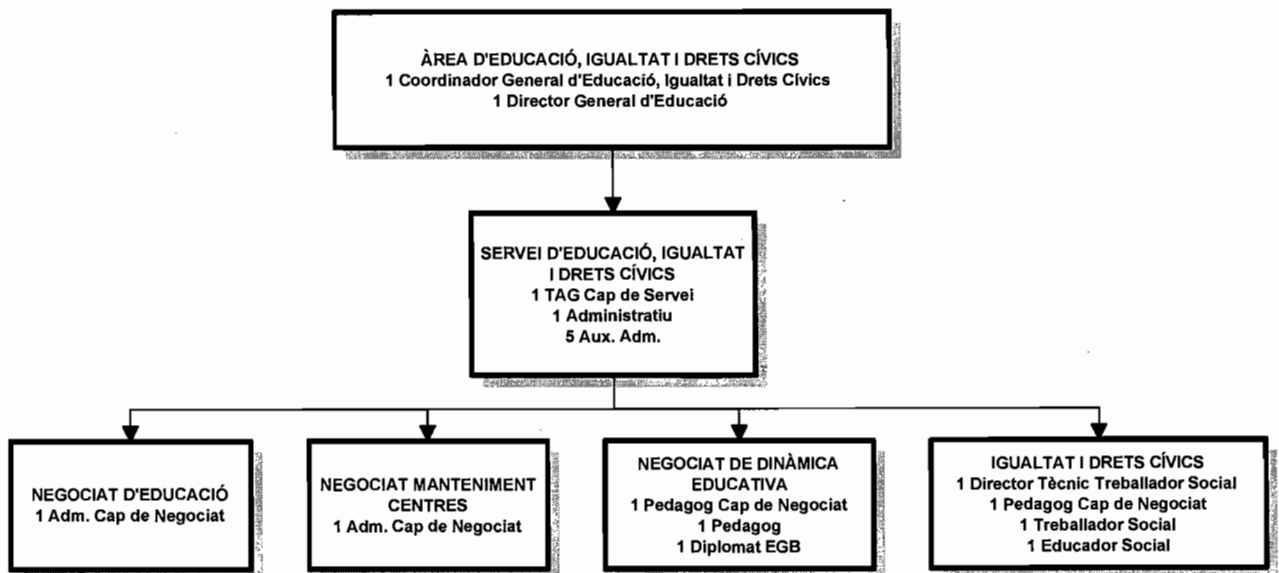 ÀREA D'EDUCACIÓ, IGUALTAT I DRETS CÍVICS
1 Coordinador General d'Educació, Igualtat i Drets Cívics
1 Director General d'Educació
SERVEI D'EDUCACIÓ, IGUALTAT
I DRETS CÍVICS
1 TAG Cap de Servei
1 Administratiu
5 Aux. Adm.
NEGOCIAT D'EDUCACIÓ
1 Adm. Cap de Negociat
NEGOCIAT MANTENIMENT
CENTRES
1 Adm. Cap de Negociat
NEGOCIAT DE DINÀMICA
EDUCATIVA
1 Pedagog Cap de Negociat
1 Pedagog
1 Diplomat EGB
IGUALTAT I DRETS CÍVICS
1 Director Tècnic Treballador Social
1 Pedagog Cap de Negociat
1 Treballador Social
1 Educador Social